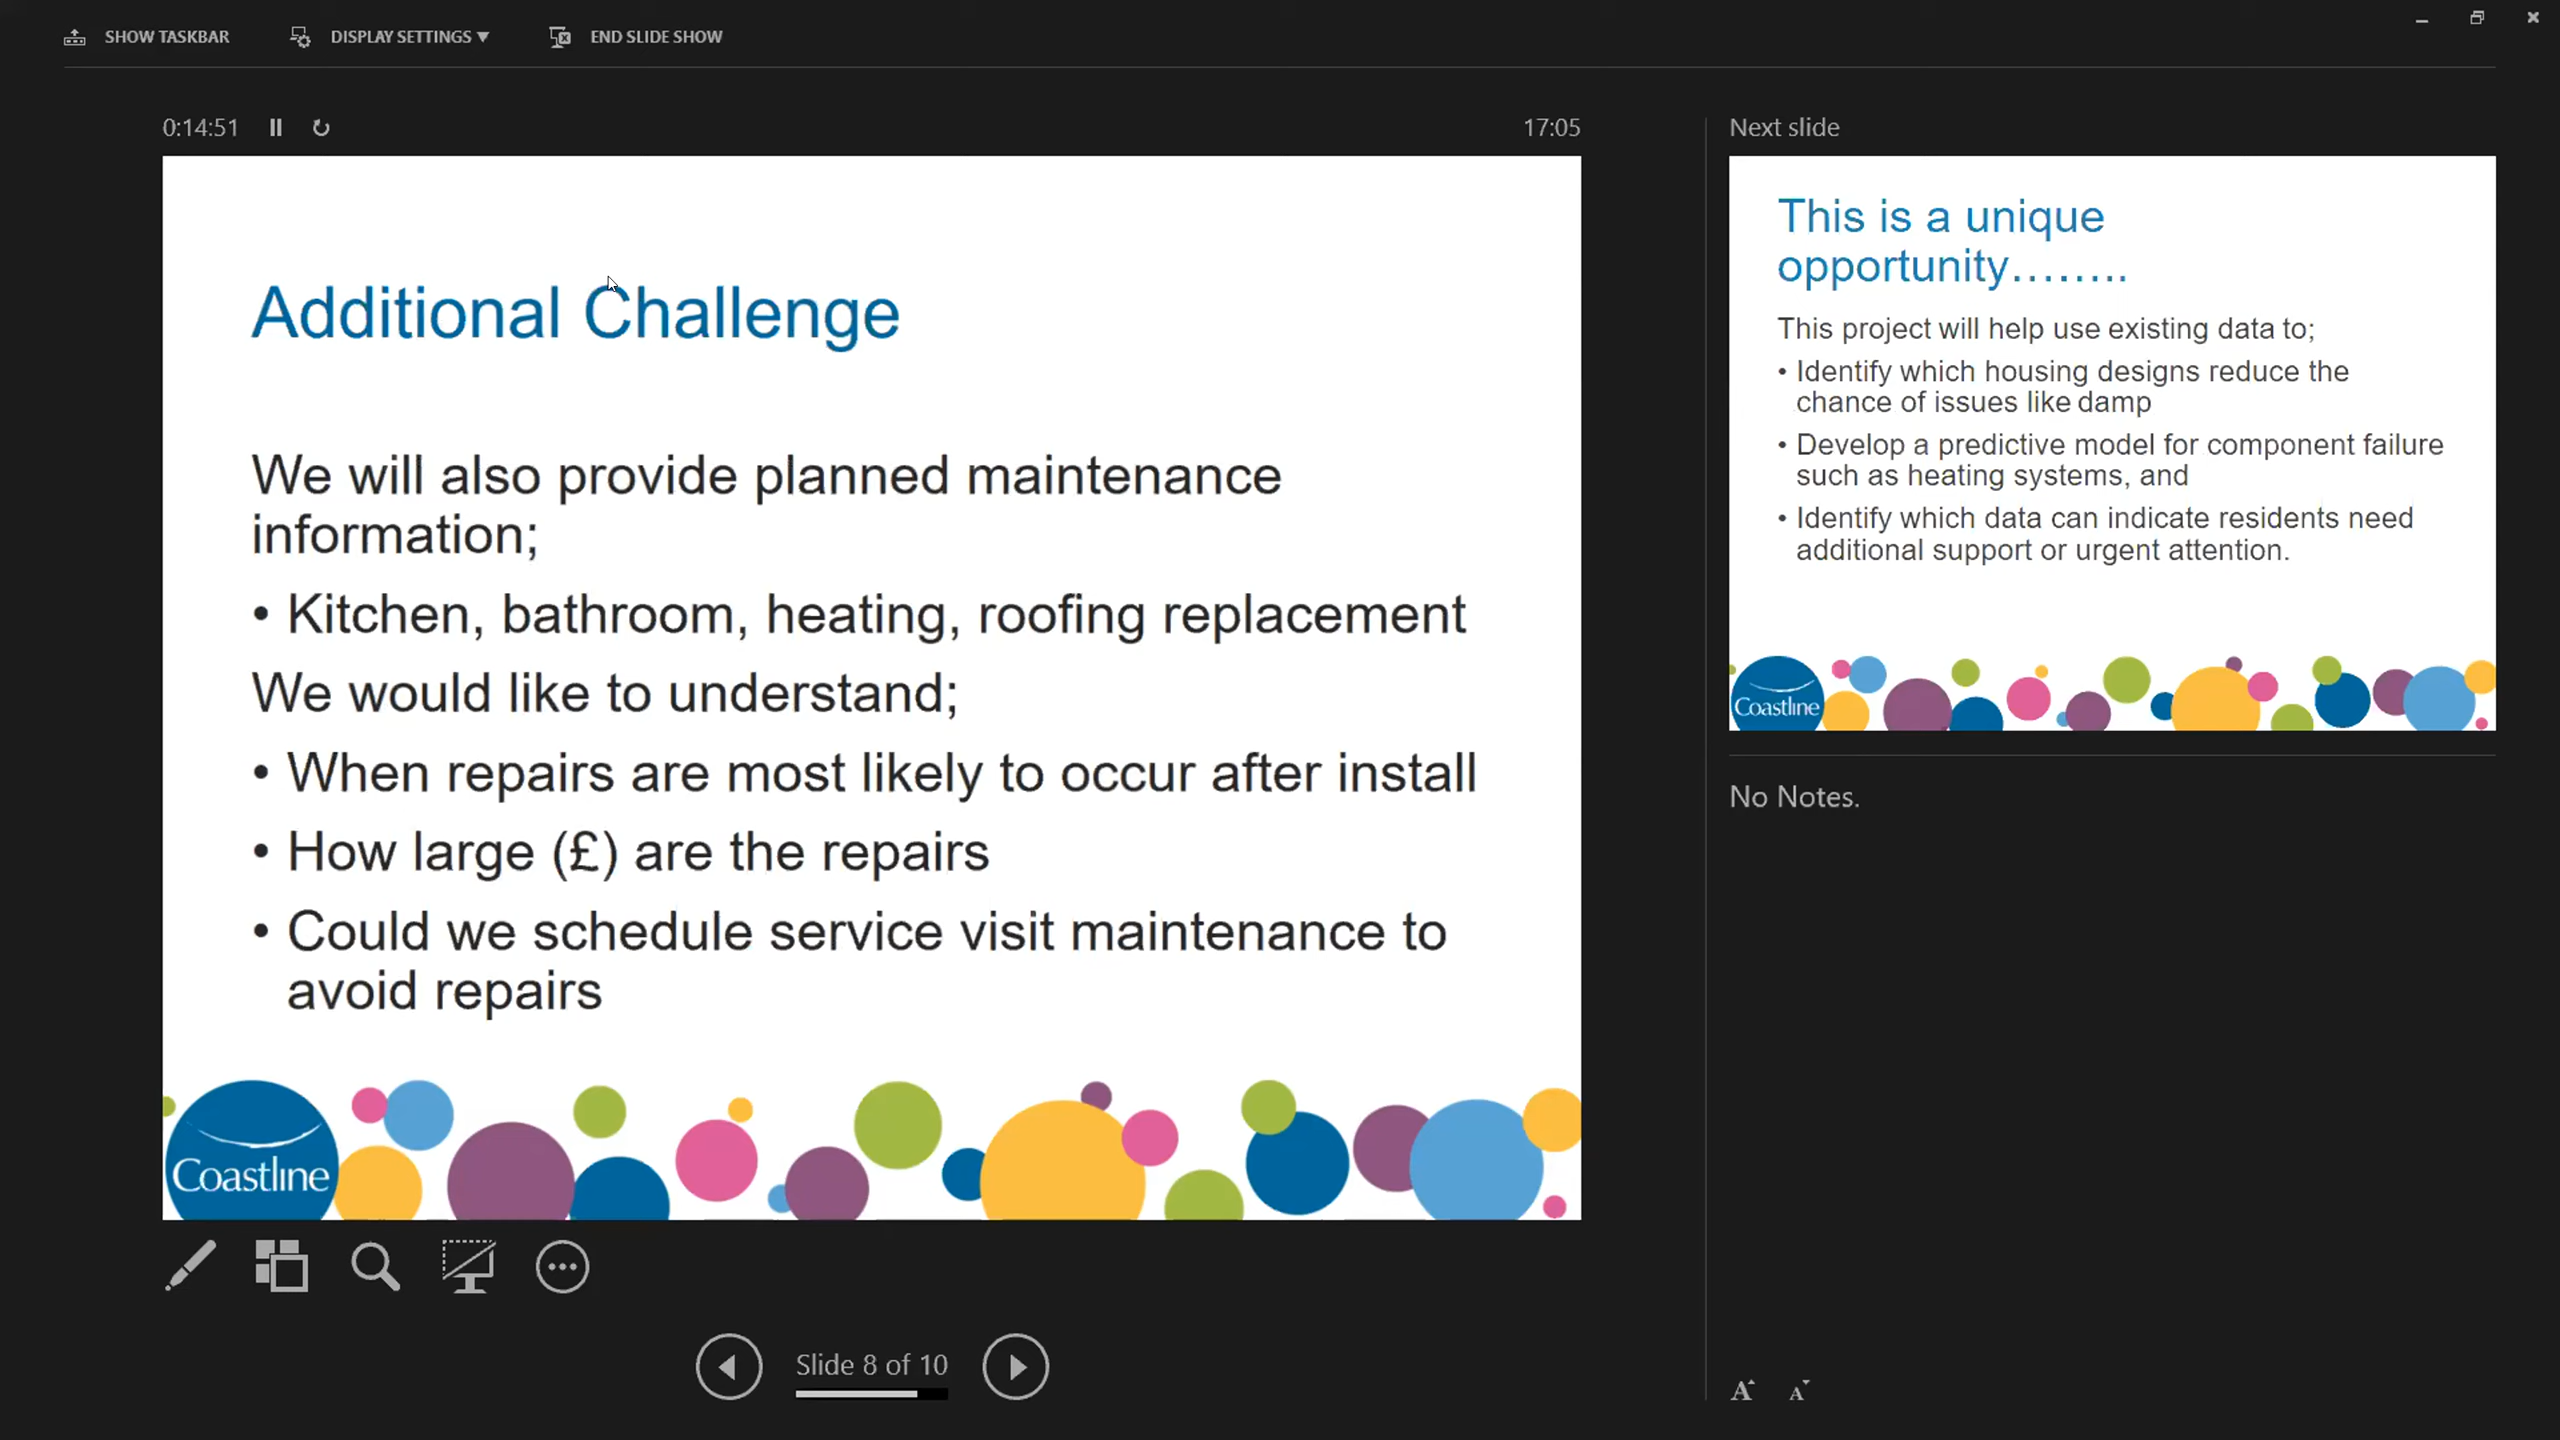 SHOW TASKBAR
DISPLAY SETTINGS ▼
END SLIDE SHOW
0:14:51
17:05
Additional Challenge
We will also provide planned maintenance
information;
• Kitchen, bathroom, heating, roofing replacement
We would like to understand;
• When repairs are most likely to occur after install
• How large (£) are the repairs
• Could we schedule service visit maintenance to
avoid repairs
Coastline
Slide 8 of 10
Next slide
This is a unique
opportunity……..
This project will help use existing data to;
• Identify which housing designs reduce the
chance of issues like damp
• Develop a predictive model for component failure
such as heating systems, and
• Identify which data can indicate residents need
additional support or urgent attention.
Coastline
No Notes.
A A